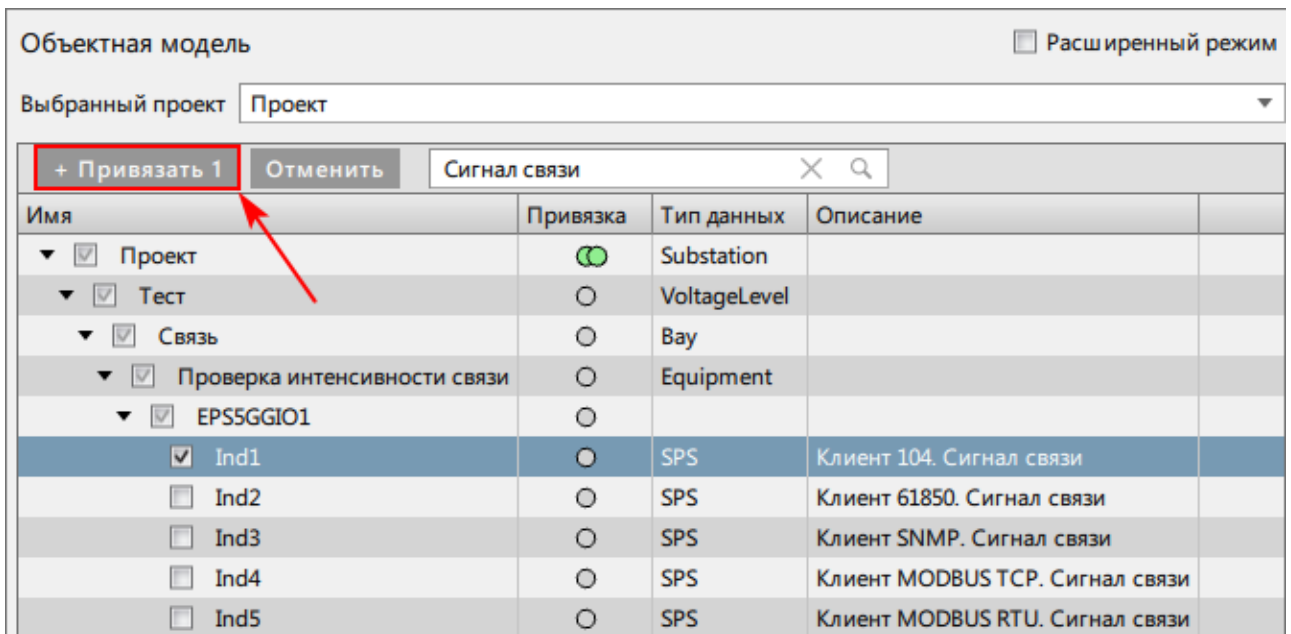 Объектная модель Расширенный режим
Выбранный проект Проект
+ Привязать 1 Отменить Сигнал связи
Имя Привязка Тип данных Описание
Проект Substation
Тест VoltageLevel
Связь Bay
Проверка интенсивности связи Equipment
EPS5GGIO1
Ind1 SPS Клиент 104. Сигнал связи
Ind2 SPS Клиент 61850. Сигнал связи
Ind3 SPS Клиент SNMP. Сигнал связи
Ind4 SPS Клиент MODBUS TCP. Сигнал связи
Ind5 SPS Клиент MODBUS RTU. Сигнал связи